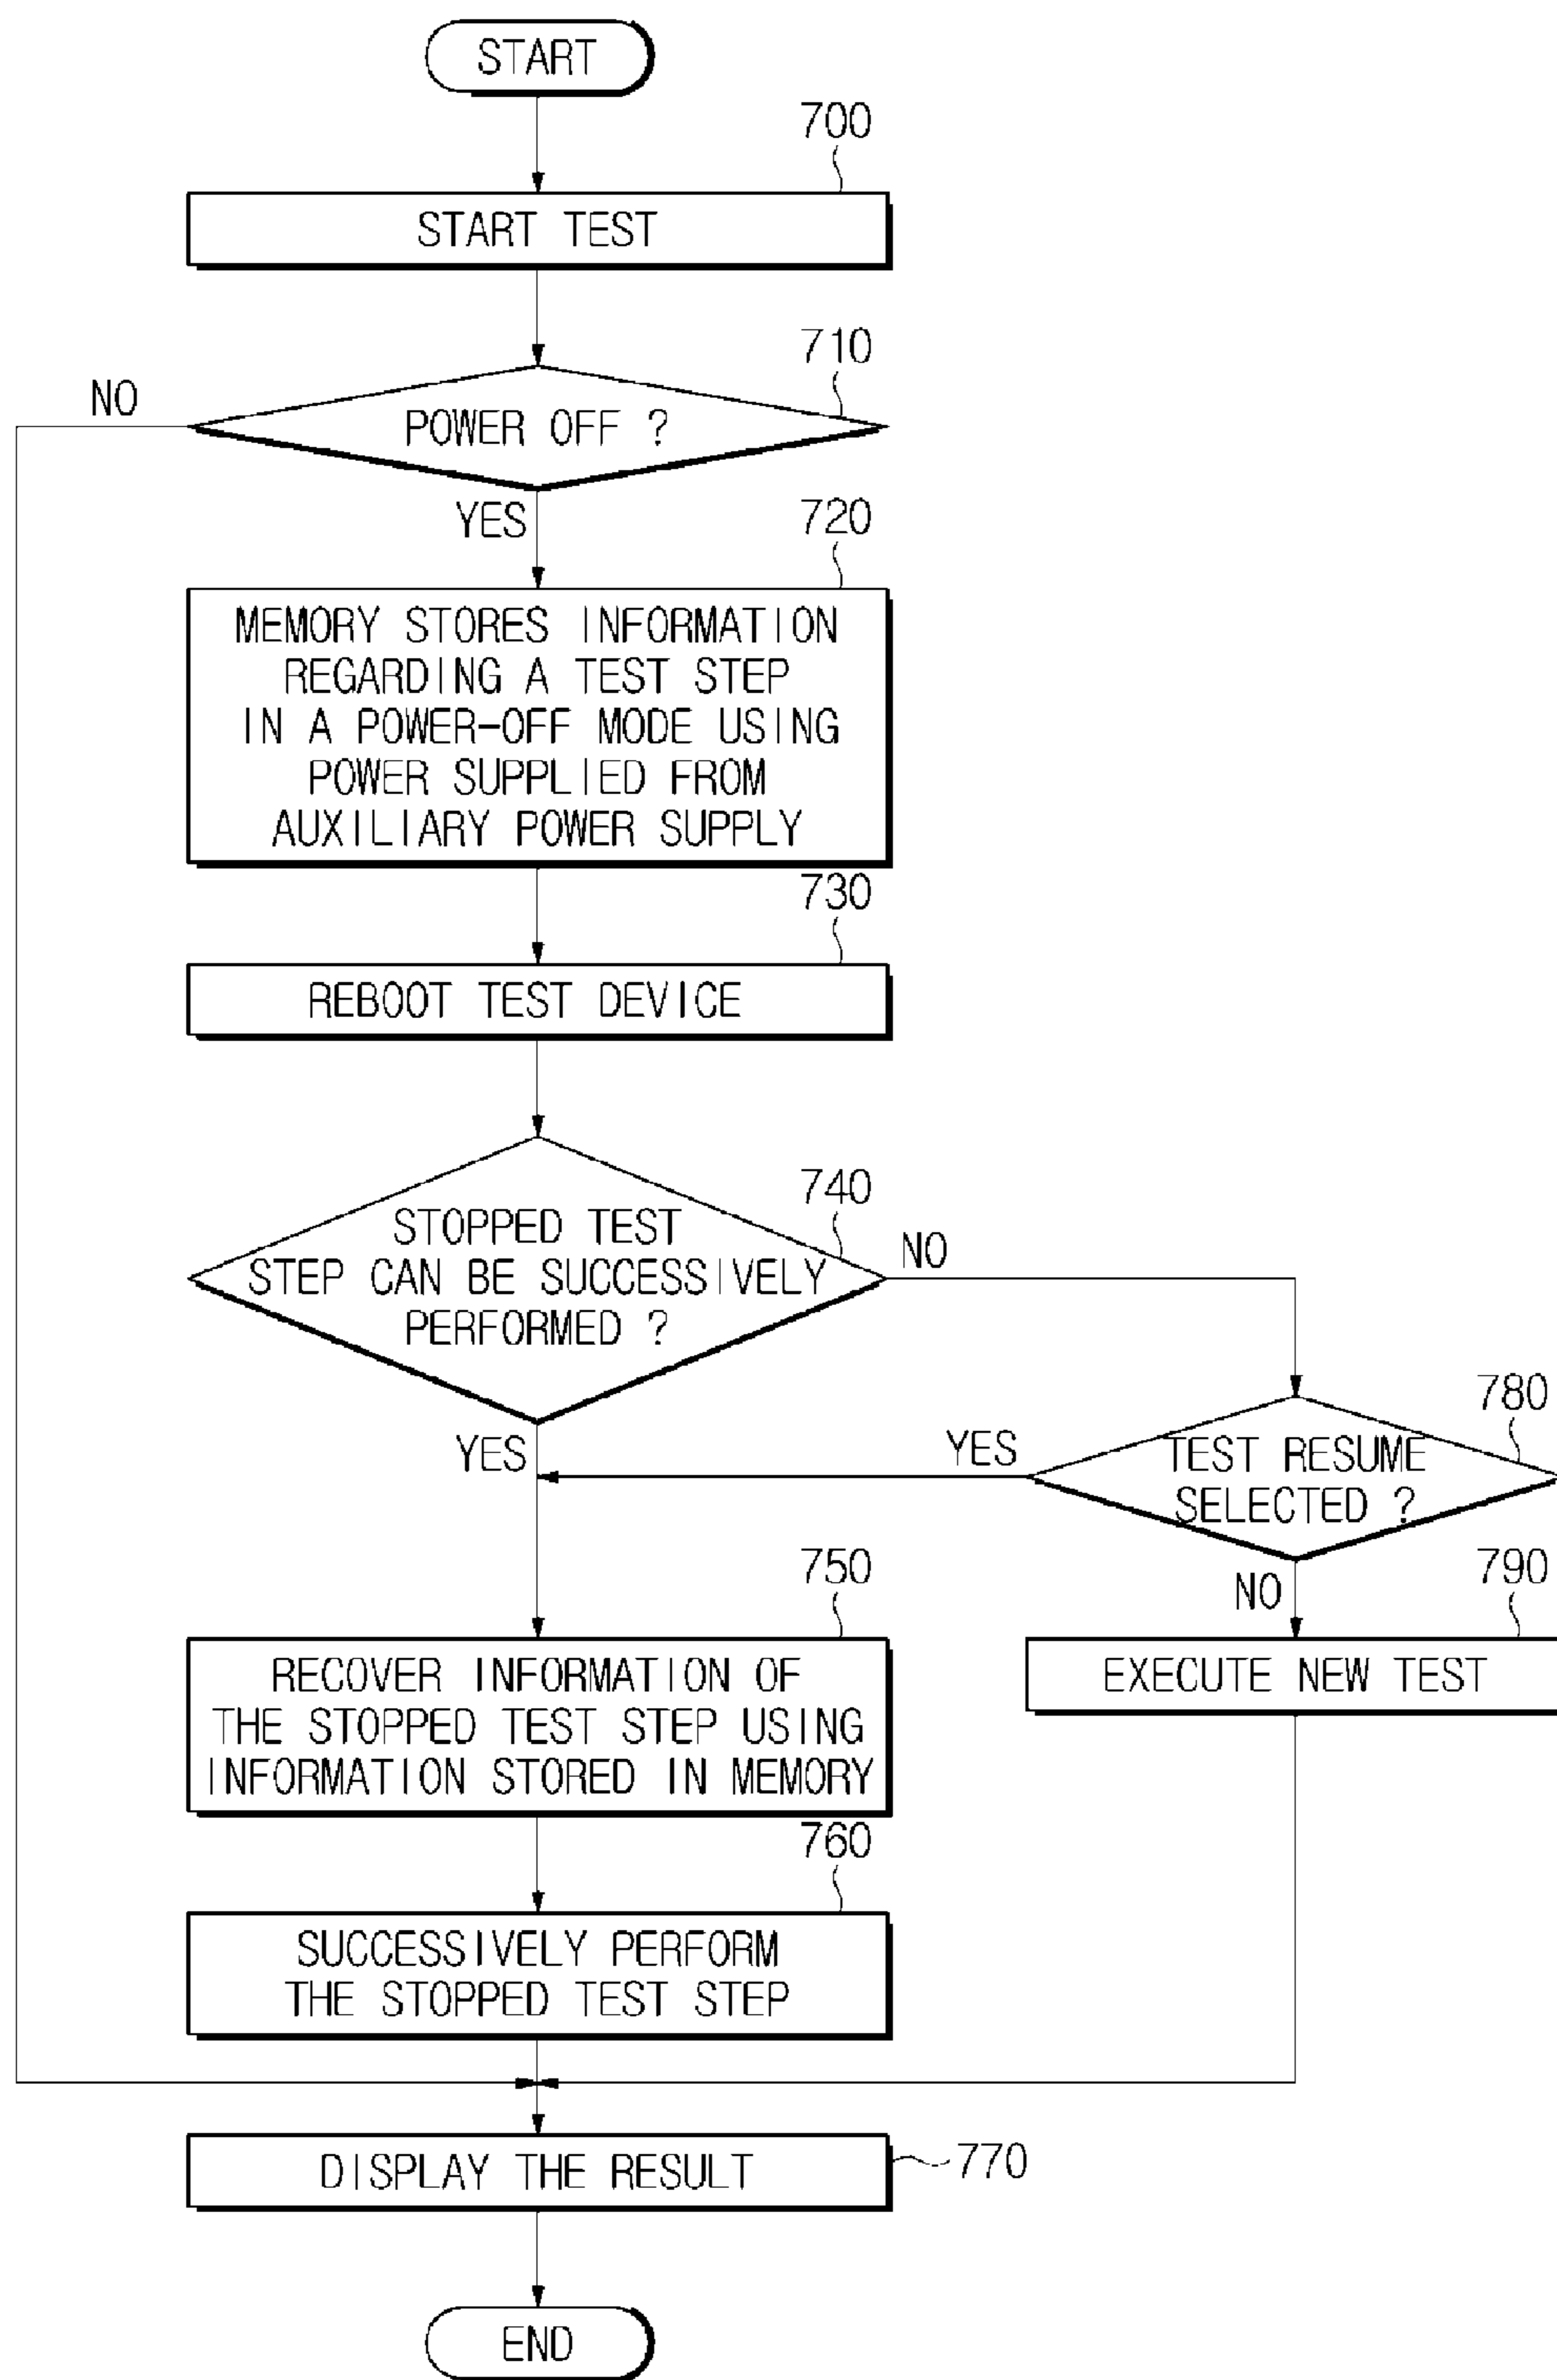 START
700
START TEST
710
NO
POWER OFF ?
YES
720
MEMORY STORES INFORMATION
REGARDING A TEST STEP
IN A POWER-OFF MODE USING
POWER SUPPLIED FROM
AUXILIARY POWER SUPPLY
730
REBOOT TEST DEVICE
740
STOPPED TEST
STEP CAN BE SUCCESSIVELY
PERFORMED ?
NO
YES
780
YES
TEST RESUME
SELECTED ?
NO
750
RECOVER INFORMATION OF
THE STOPPED TEST STEP USING
INFORMATION STORED IN MEMORY
790
EXECUTE NEW TEST
760
SUCCESSIVELY PERFORM
THE STOPPED TEST STEP
DISPLAY THE RESULT
770
END